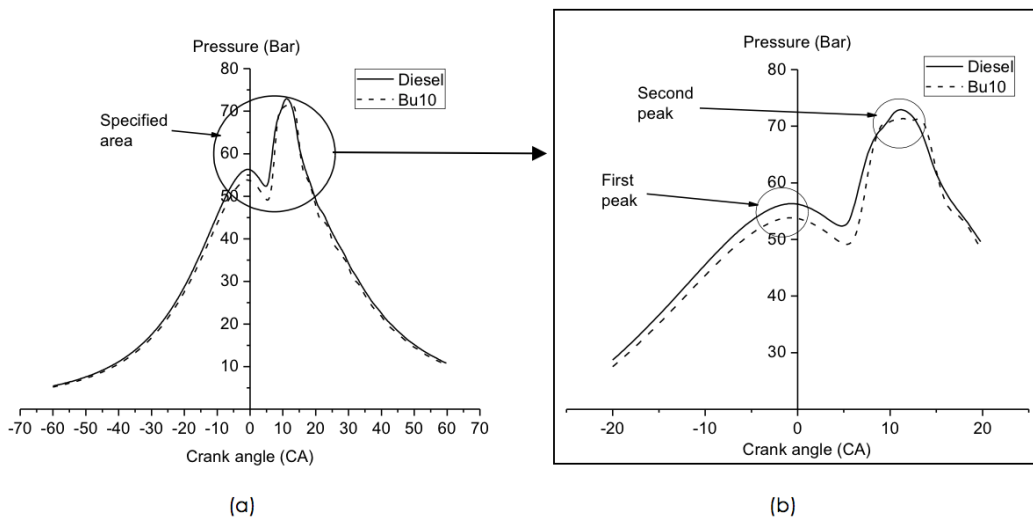 Pressure (Bar)
80
Diesel
Bu10
70
Specified
area
60
50
40
30
20
10
-70 -60 -50 -40 -30 -20 -10 0 10 20 30 40 50 60 70
Crank angle (CA)
(a)
Pressure (Bar)
80
Diesel
Bu10
Second
peak
70
60
First
peak
50
40
30
-20 -10 0 10 20
Crank angle (CA)
(b)